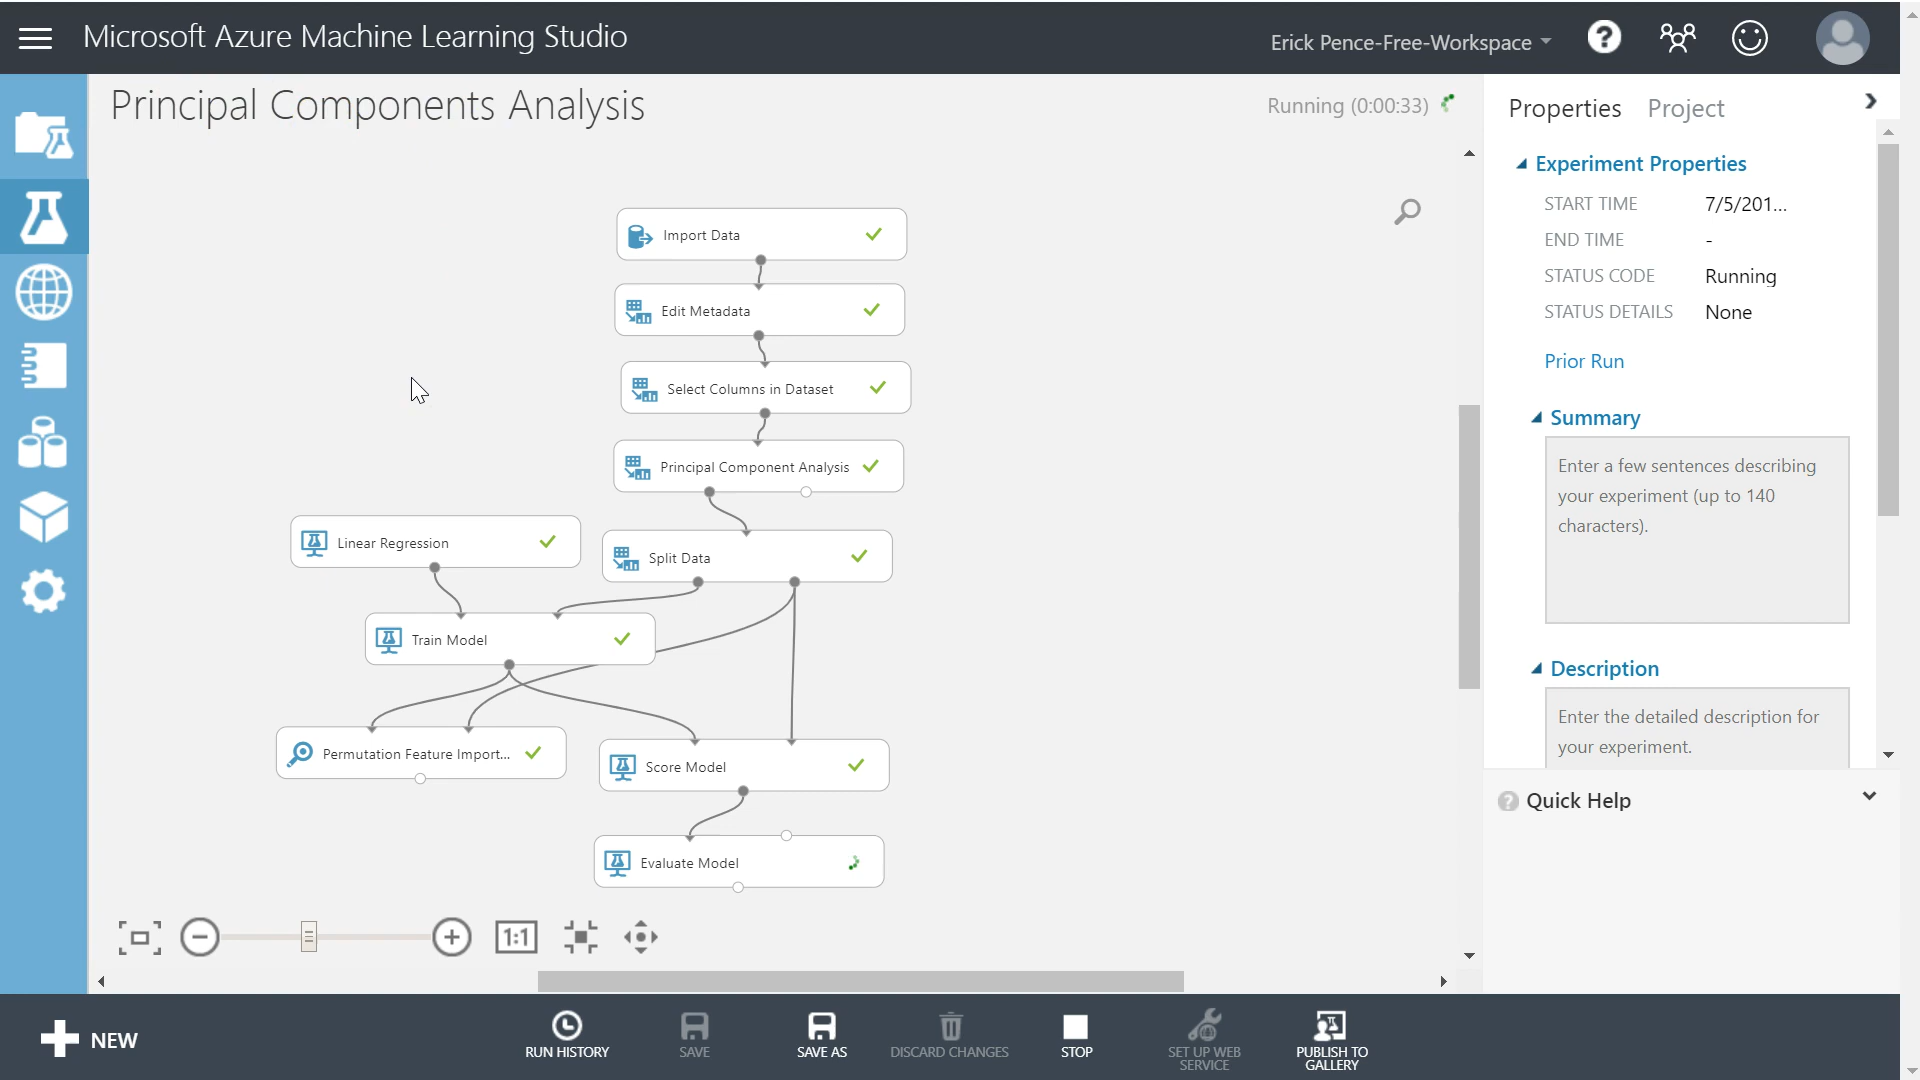 Microsoft Azure Machine Learning Studio
Erick Pence-Free-Workspace
Principal Components Analysis
Running (0:00:33)
Properties
Project
Experiment Properties
START TIME 7/5/201...
END TIME -
STATUS CODE Running
STATUS DETAILS None
Prior Run
Summary
Enter a few sentences describing
your experiment (up to 140
characters).
Description
Enter the detailed description for
your experiment.
Quick Help
Import Data
Edit Metadata
Select Columns in Dataset
Principal Component Analysis
Linear Regression
Split Data
Train Model
Permutation Feature Import...
Score Model
Evaluate Model
1:1
NEW
RUN HISTORY
SAVE
SAVE AS
DISCARD CHANGES
STOP
SET UP WEB
SERVICE
PUBLISH TO
GALLERY